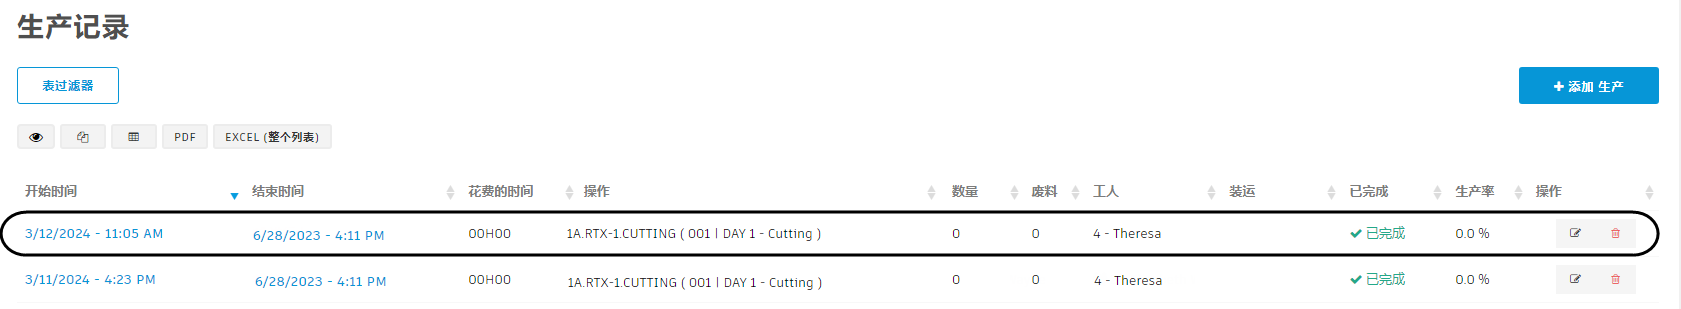 生产记录
表过滤器
添加 生产
PDF EXCEL (整个列表)
开始时间 结束时间 花费的时间 操作 数量 废料 工人 装运 已完成 生产率 操作
3/12/2024 - 11:05 AM 6/28/2023 - 4:11 PM 00H00 1A.RTX-1.CUTTING ( 001 | DAY 1 - Cutting ) 0 0 4 - Theresa 已完成 0.0 %
3/11/2024 - 4:23 PM 6/28/2023 - 4:11 PM 00H00 1A.RTX-1.CUTTING ( 001 | DAY 1 - Cutting ) 0 0 4 - Theresa 已完成 0.0 %